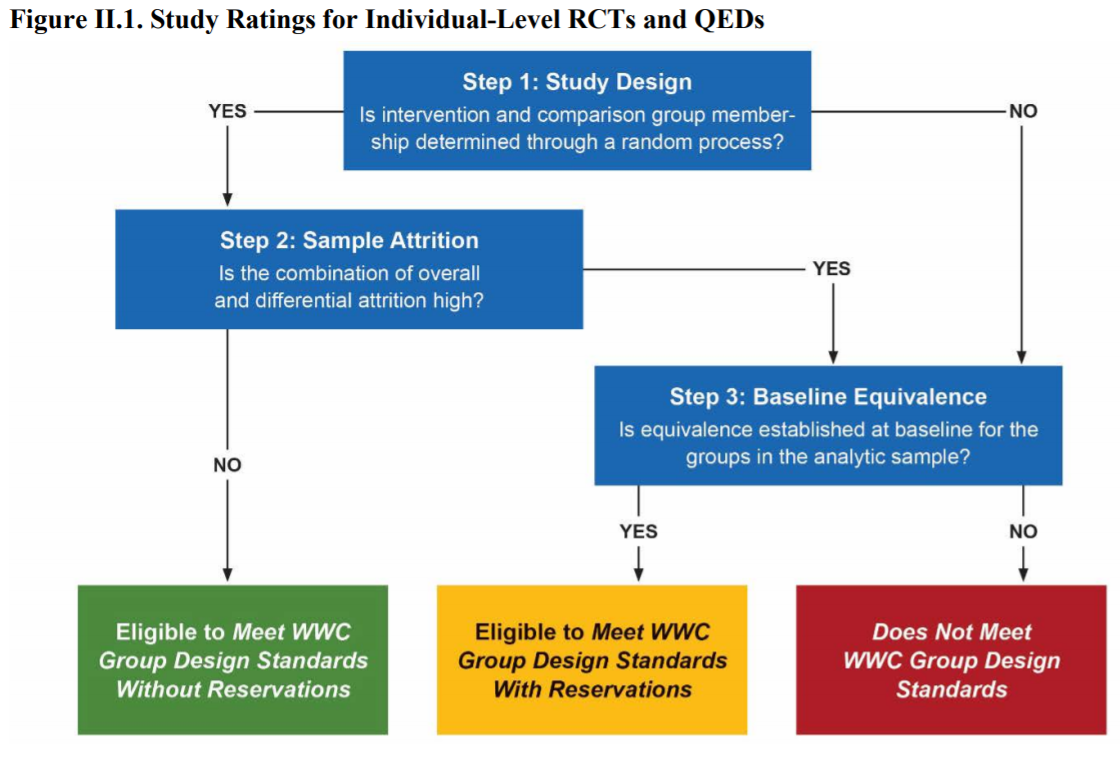 Figure II.1. Study Ratings for Individual-Level RCTs and QEDs
Step 1: Study Design
Is intervention and comparison group member-
ship determined through a random process?
YES
NO
Step 2: Sample Attrition
Is the combination of overall
and differential attrition high?
YES
Step 3: Baseline Equivalence
Is equivalence established at baseline for the
groups in the analytic sample?
NO
YES
NO
Eligible to Meet WWC
Group Design Standards
Without Reservations
Eligible to Meet WWC
Group Design Standards
With Reservations
Does Not Meet
WWC Group Design
Standards